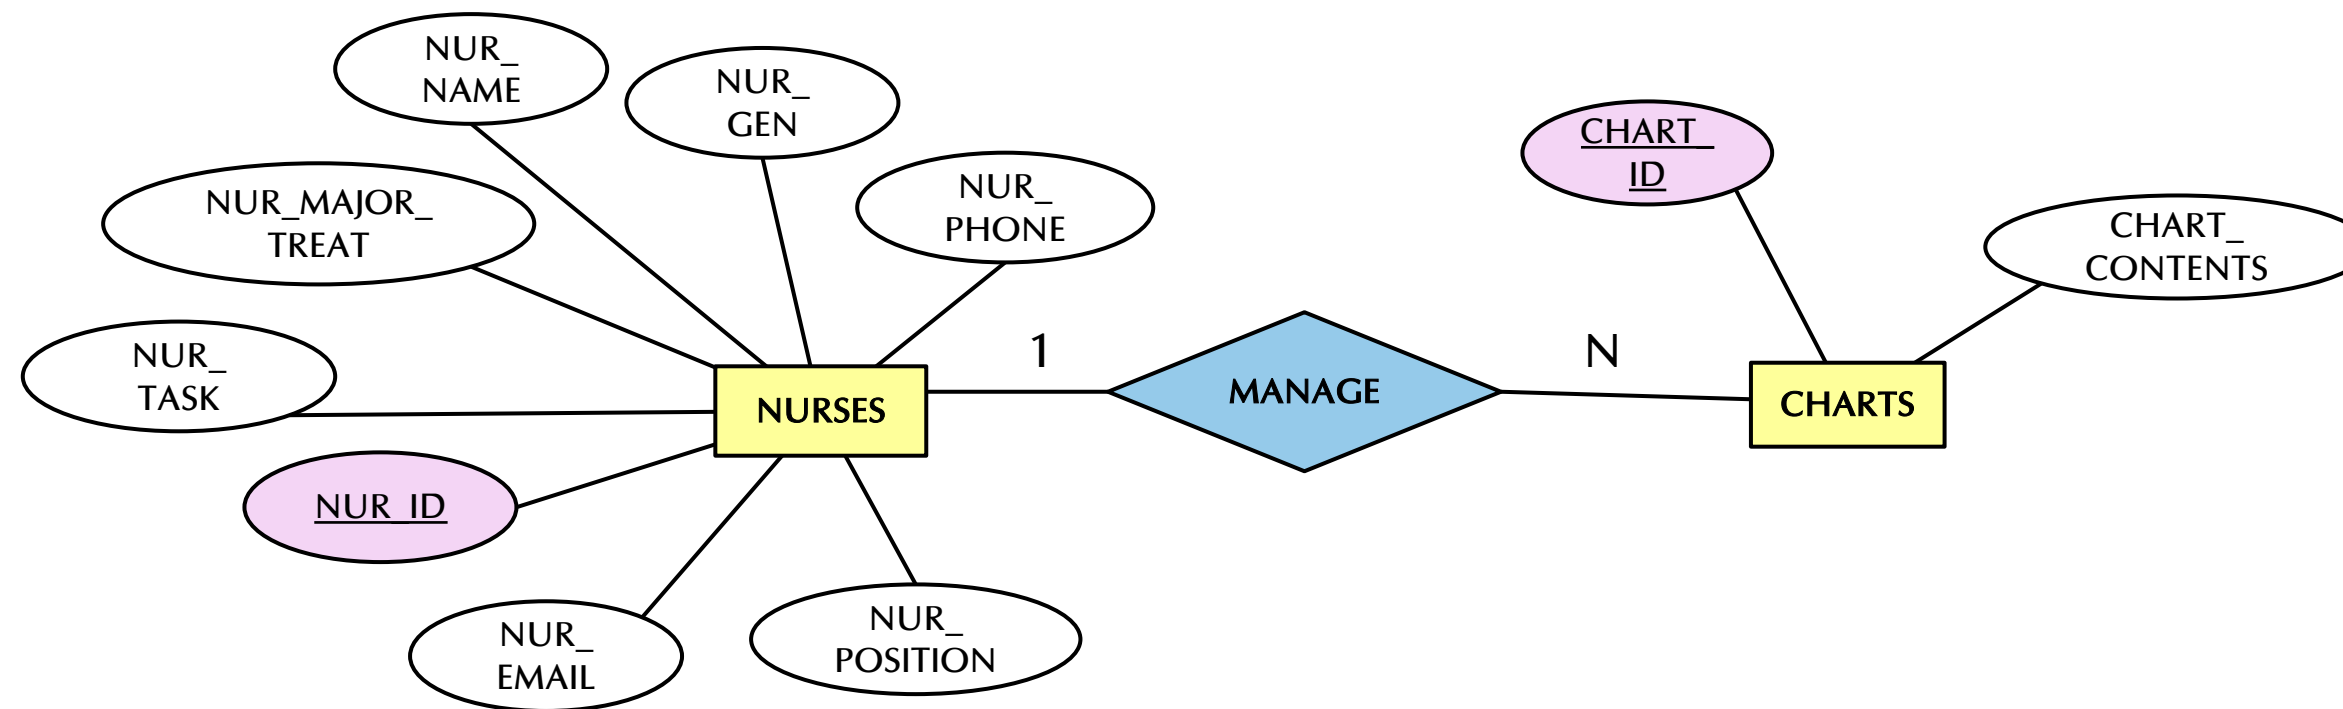 NUR_
NAME
NUR_
GEN
NUR_MAJOR_
TREAT
NUR_
PHONE
NUR_
TASK
NURSES
NUR_ID
NUR_
EMAIL
NUR_
POSITION
1
MANAGE
N
CHART_
ID
CHART_
CONTENTS
CHARTS